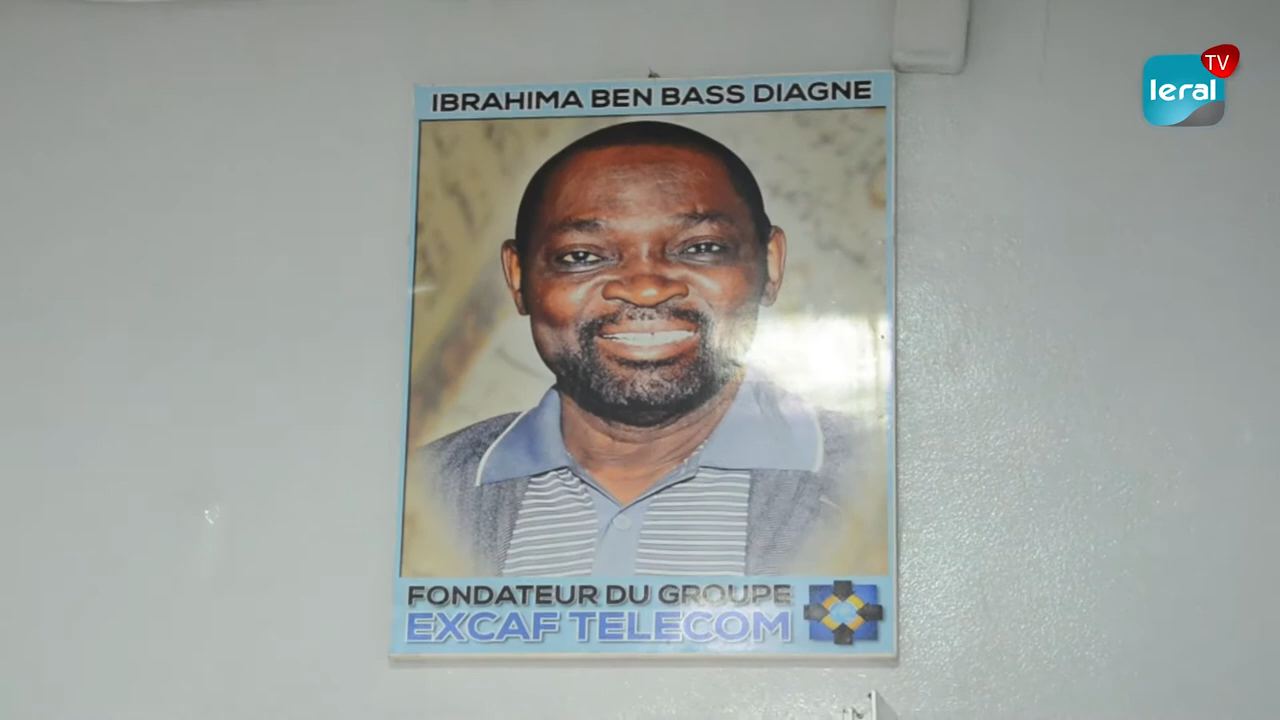 IBRAHIMA BEN BASS DIAGNE
FONDATEUR DU GROUPE
EXCAF TELECOM
leral TV